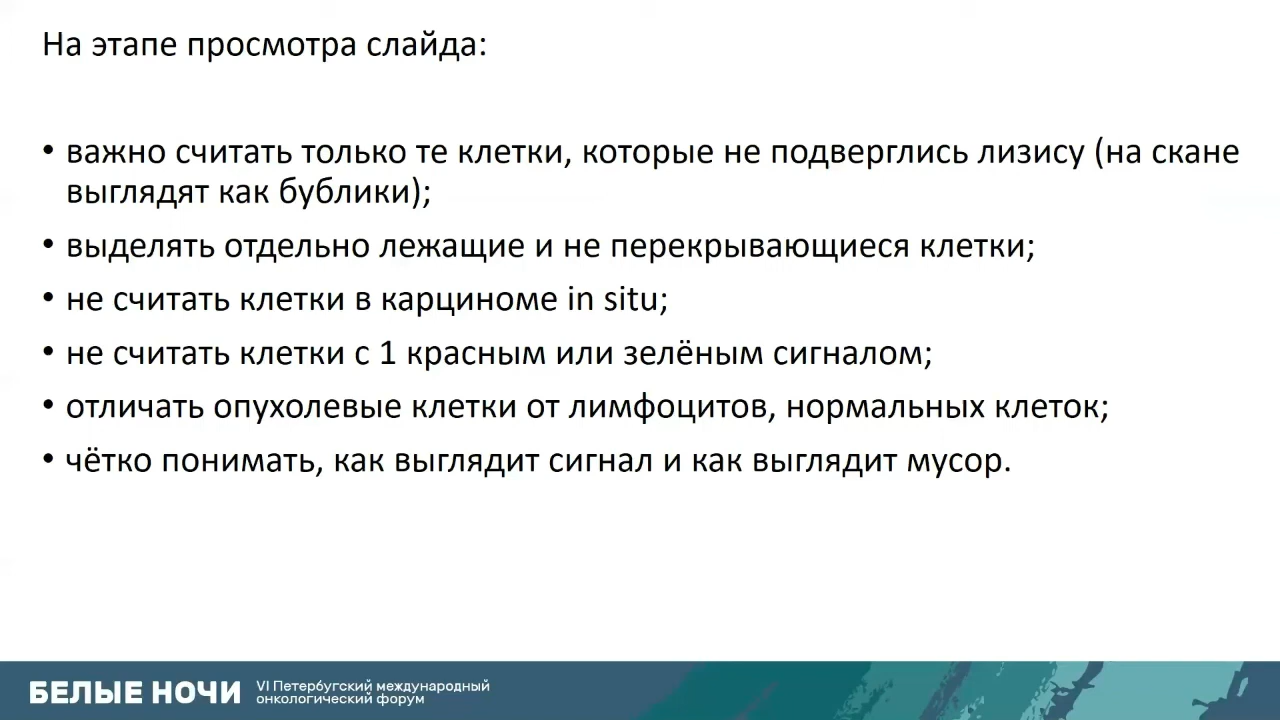 На этапе просмотра слайда:
• важно считать только те клетки, которые не подверглись лизису (на скане
выглядят как бублики);
• выделять отдельно лежащие и не перекрывающиеся клетки;
• не считать клетки в карциноме in situ;
• не считать клетки с 1 красным или зелёным сигналом;
• отличать опухолевые клетки от лимфоцитов, нормальных клеток;
• чётко понимать, как выглядит сигнал и как выглядит мусор.
БЕЛЫЕ НОЧИ
VI Петербугский международный
онкологический форум